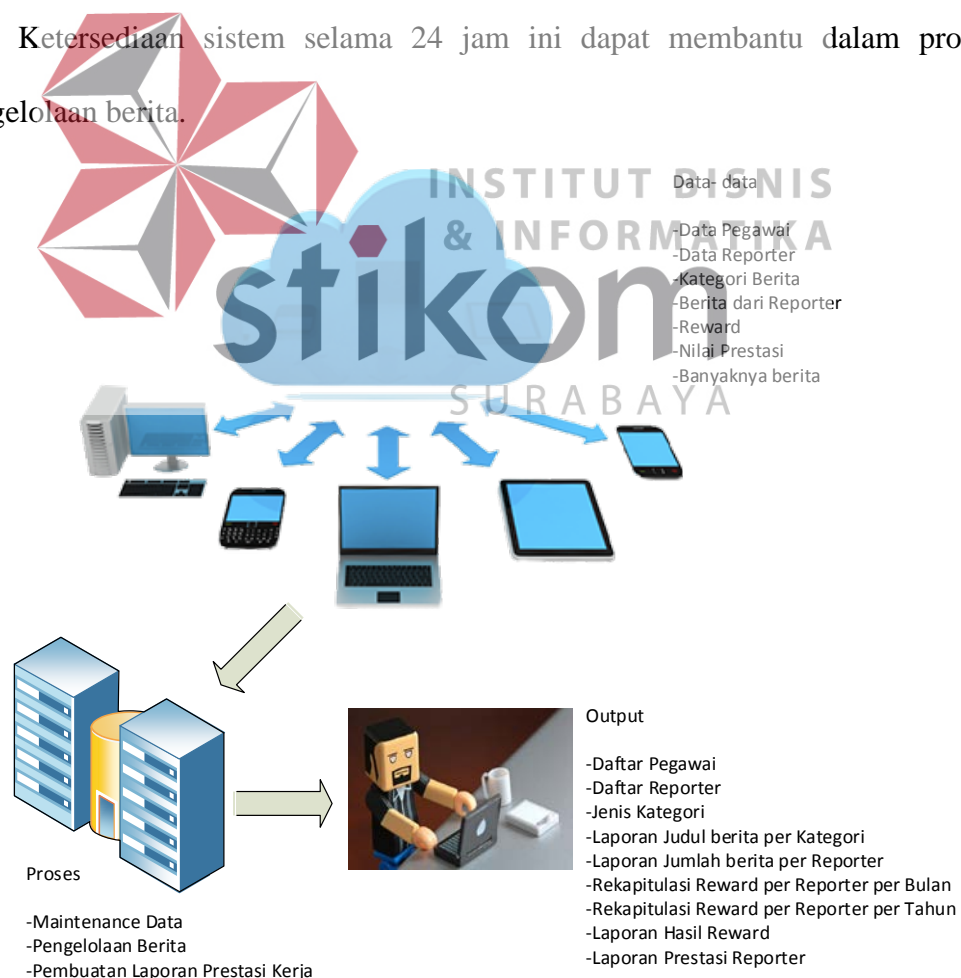 Ketersediaan sistem selama 24 jam ini dapat membantu dalam pro
gelolaan berita.
INSTITUT BISNIS
& INFORMATIKA
stikom
SURABAYA
Data- data
-Data Pegawai
-Data Reporter
-Kategori Berita
-Berita dari Reporter
-Reward
-Nilai Prestasi
-Banyaknya berita
Output
-Daftar Pegawai
-Daftar Reporter
-Jenis Kategori
-Laporan Judul berita per Kategori
-Laporan Jumlah berita per Reporter
-Rekapitulasi Reward per Reporter per Bulan
-Rekapitulasi Reward per Reporter per Tahun
-Laporan Hasil Reward
-Laporan Prestasi Reporter
Proses
-Maintenance Data
-Pengelolaan Berita
-Pembuatan Laporan Prestasi Kerja